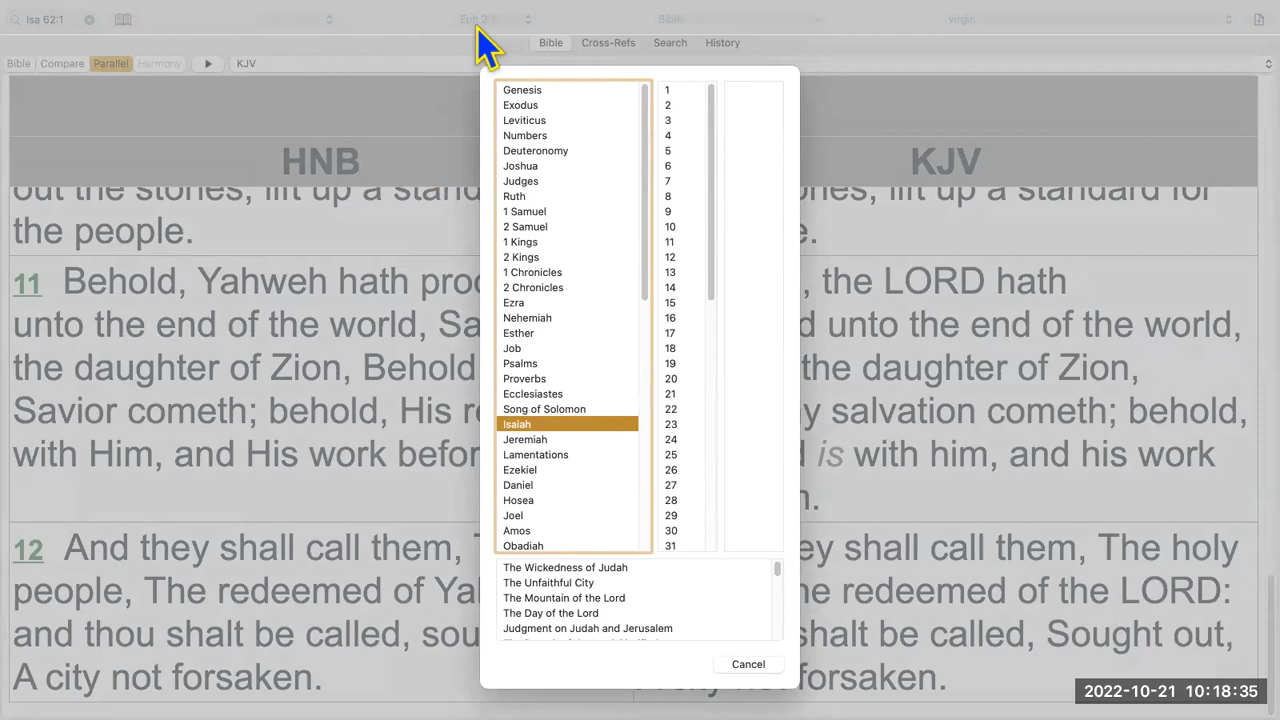 Isa 62:1
Eph 2:
Bible
virgin
Bible
Cross-Refs
Search
History
Bible
Compare
Parallel
Harmony
KJV
HNB
KJV
out the stones, lift up a standard
the people.
11 Behold, Yahweh hath
unto the end of the world,
the daughter of Zion, Behold
Savior cometh; behold, His
with Him, and His work
12 And they shall call them,
people, The redeemed of
and thou shalt be called,
A city not forsaken.
lift up a standard for
the LORD hath
unto the end of the world,
the daughter of Zion,
salvation cometh; behold,
is with him, and his work
shall call them, The holy
redeemed of the LORD:
shalt be called, Sought out,
forsaken.
Genesis
Exodus
Leviticus
Numbers
Deuteronomy
Joshua
Judges
Ruth
1 Samuel
2 Samuel
1 Kings
2 Kings
1 Chronicles
2 Chronicles
Ezra
Nehemiah
Esther
Job
Psalms
Proverbs
Ecclesiastes
Song of Solomon
Isaiah
Jeremiah
Lamentations
Ezekiel
Daniel
Hosea
Joel
Amos
Obadiah
1
2
3
4
5
6
7
8
9
10
11
12
13
14
15
16
17
18
19
20
21
22
23
24
25
26
27
28
29
30
31
The Wickedness of Judah
The Unfaithful City
The Mountain of the Lord
The Day of the Lord
Judgment on Judah and Jerusalem
Cancel
2022-10-21 10:18:35